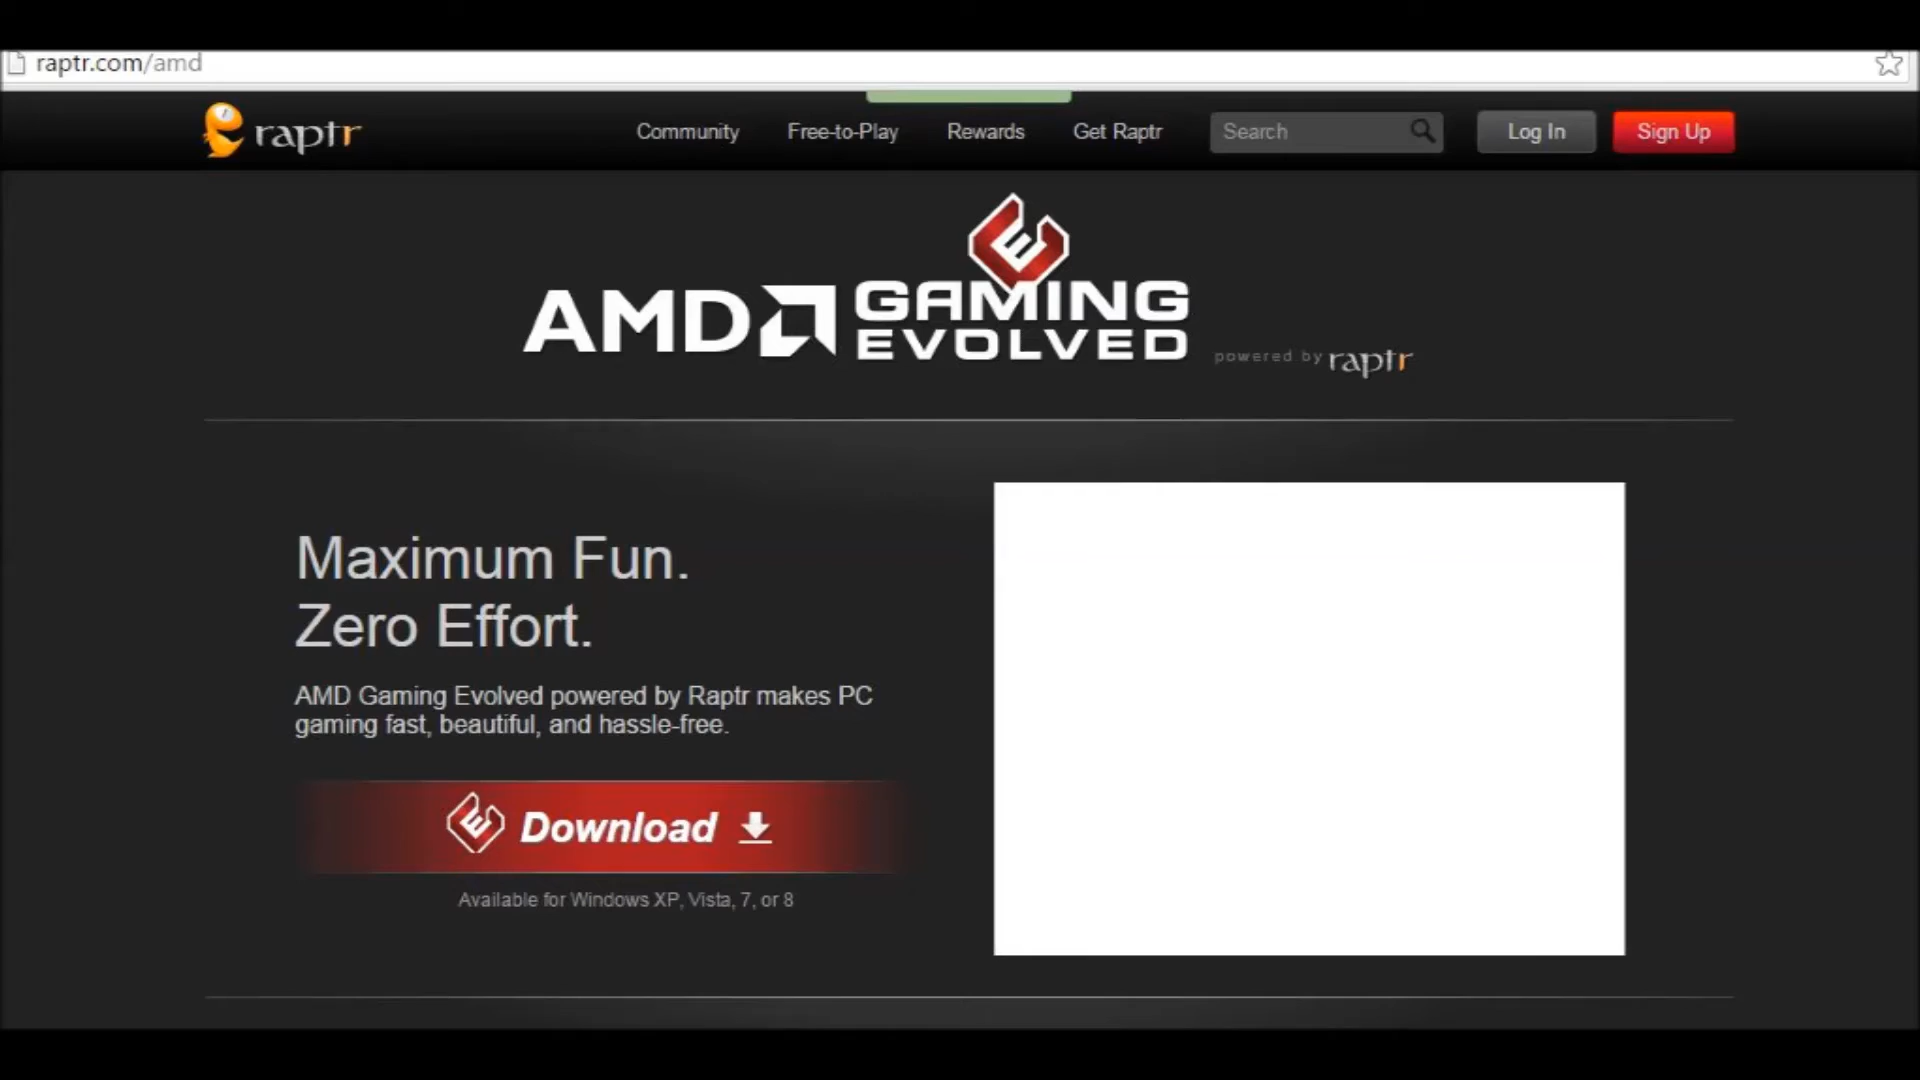 raptr.com/amd
raptr Community Free-to-Play Rewards Get Raptr Search Log In Sign Up
AMD GAMING
EVOLVED powered by raptr
Maximum Fun.
Zero Effort.
AMD Gaming Evolved powered by Raptr makes PC
gaming fast, beautiful, and hassle-free.
Download
Available for Windows XP, Vista, 7, or 8